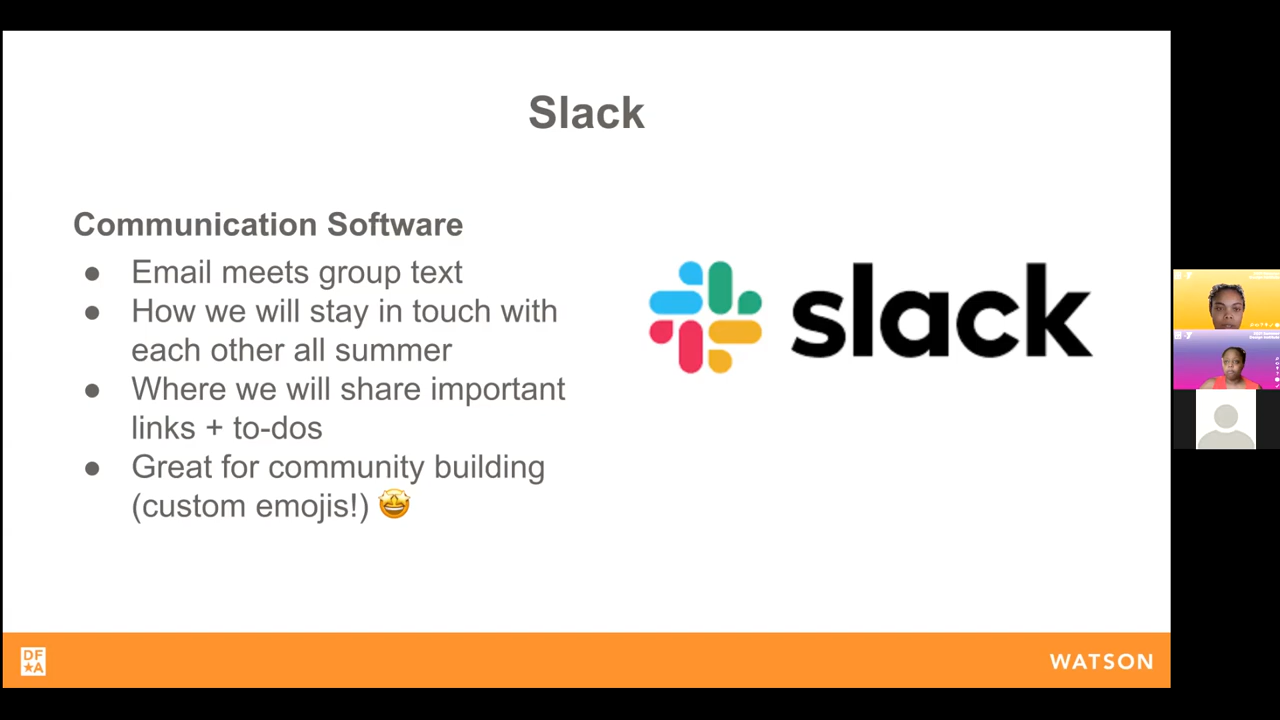 Slack
Communication Software
● Email meets group text
● How we will stay in touch with
each other all summer
● Where we will share important
links + to-dos
● Great for community building
(custom emojis!) 🤩
slack
DF
★A
WATSON